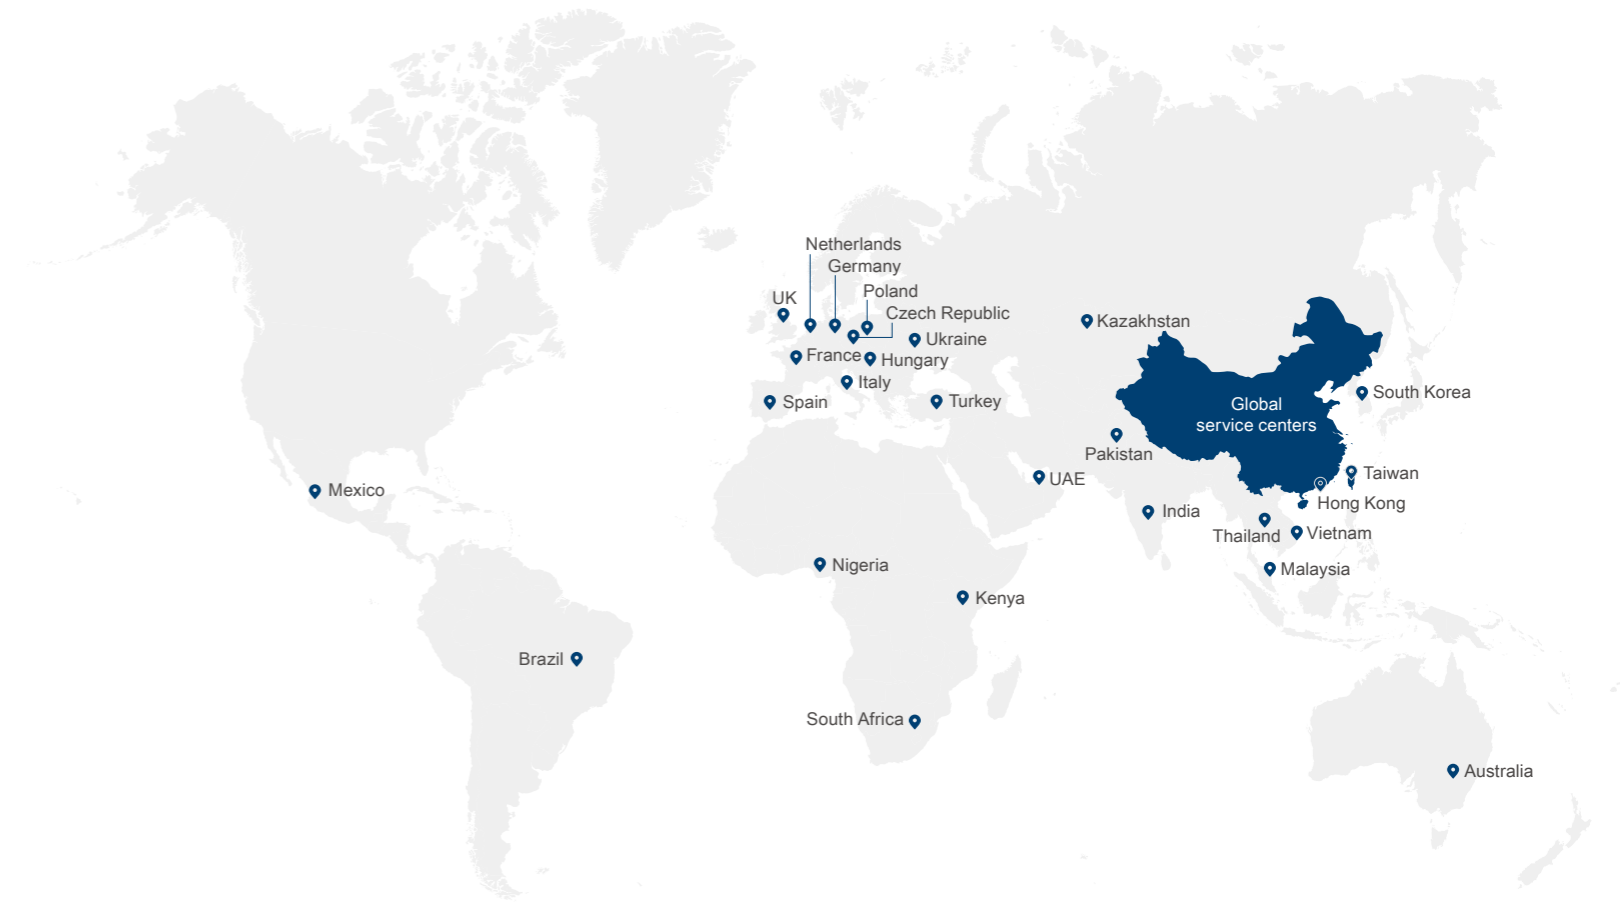 Netherlands
Germany
Poland
UK
Czech Republic
Kazakhstan
Ukraine
France
Hungary
Italy
South Korea
Spain
Turkey
Global
service centers
Pakistan
Taiwan
UAE
Mexico
Hong Kong
India
Thailand
Vietnam
Nigeria
Malaysia
Kenya
Brazil
South Africa
Australia